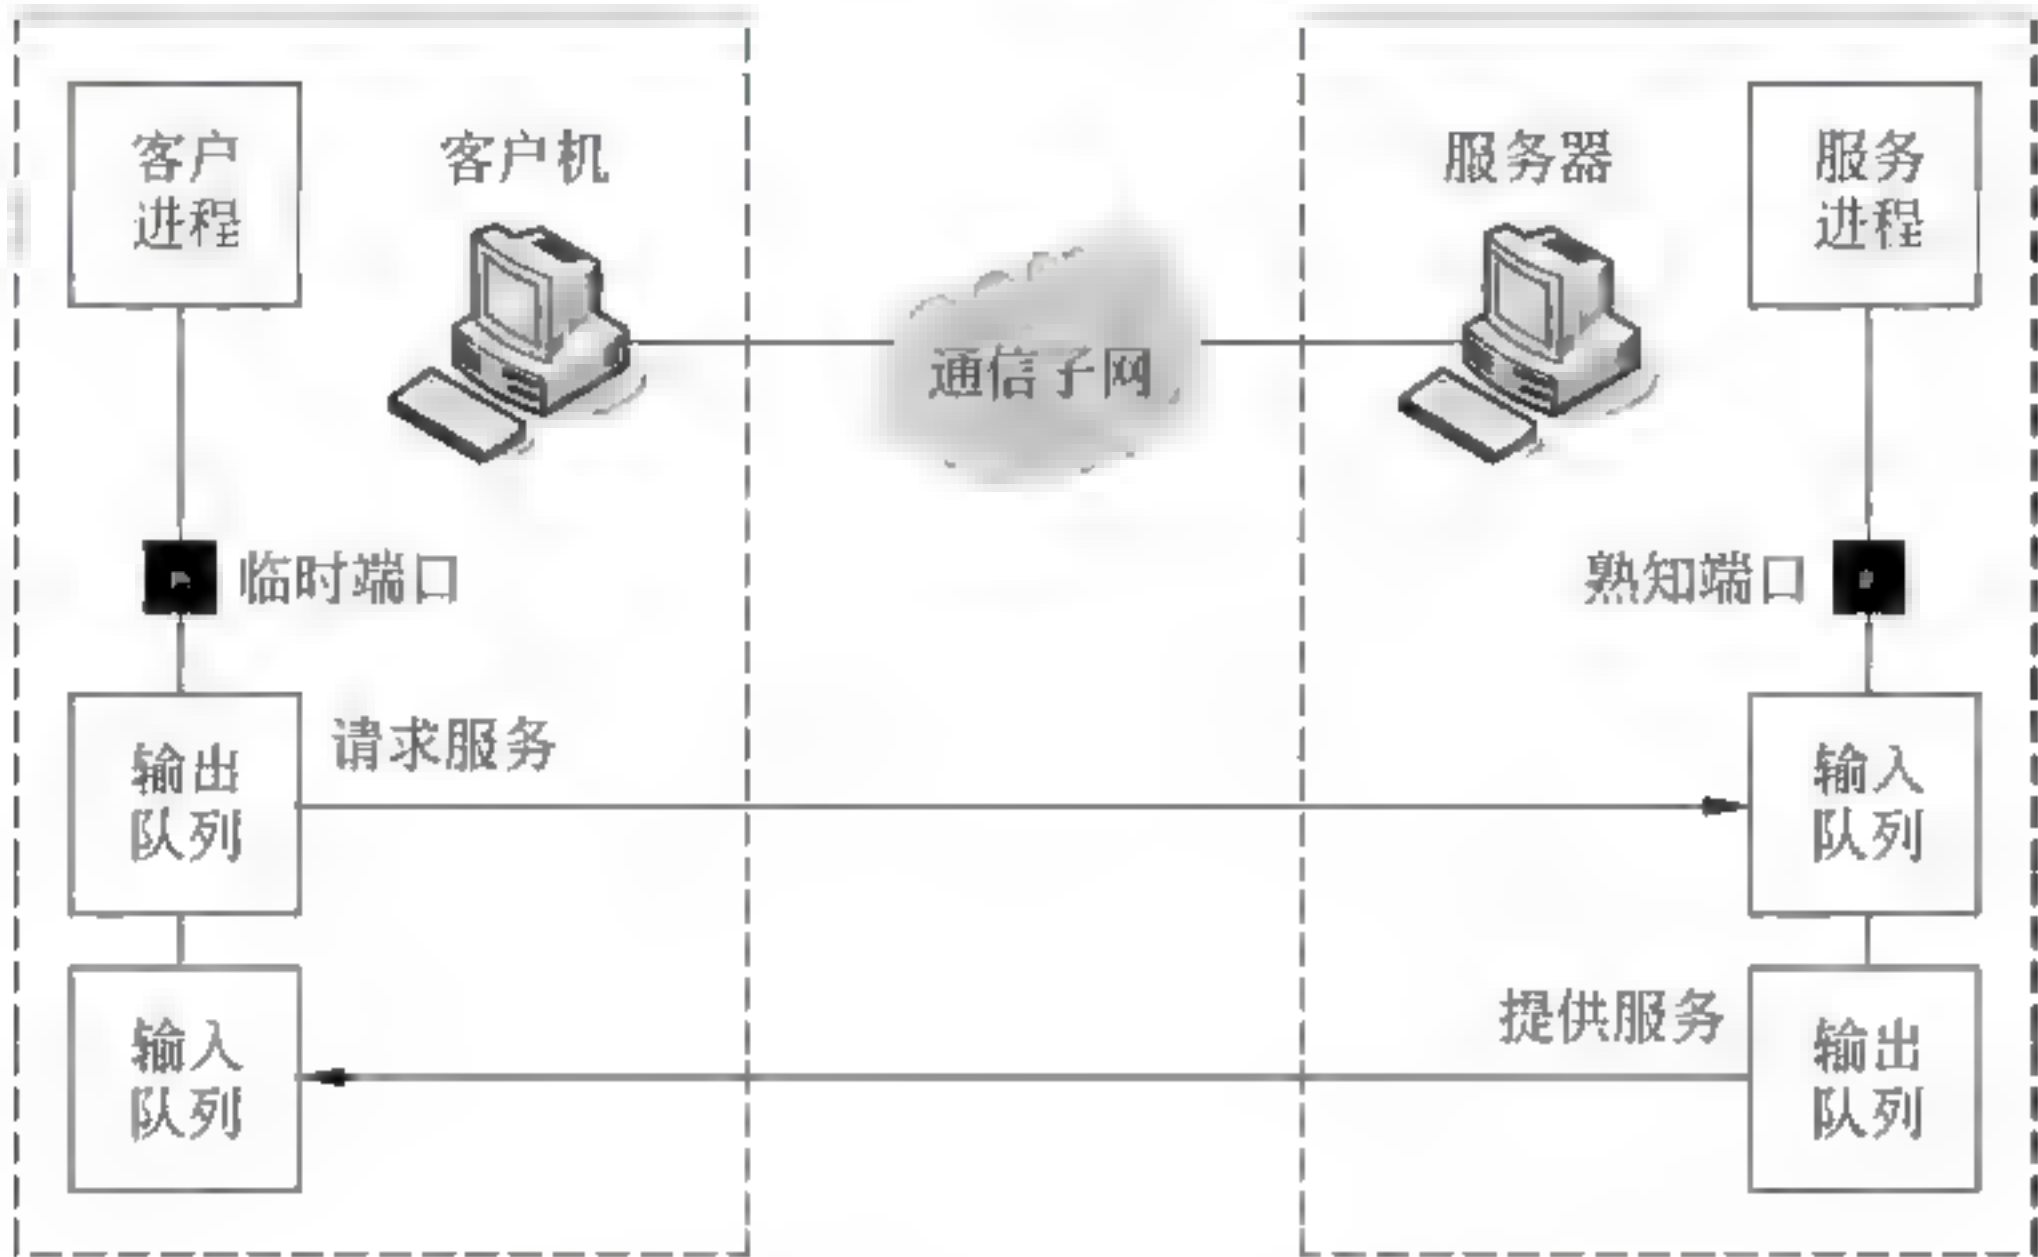 客户
进程
客户机
服务器
服务
进程
通信子网
临时端口
熟知端口
输出
队列
请求服务
输入
队列
输入
队列
提供服务
输出
队列